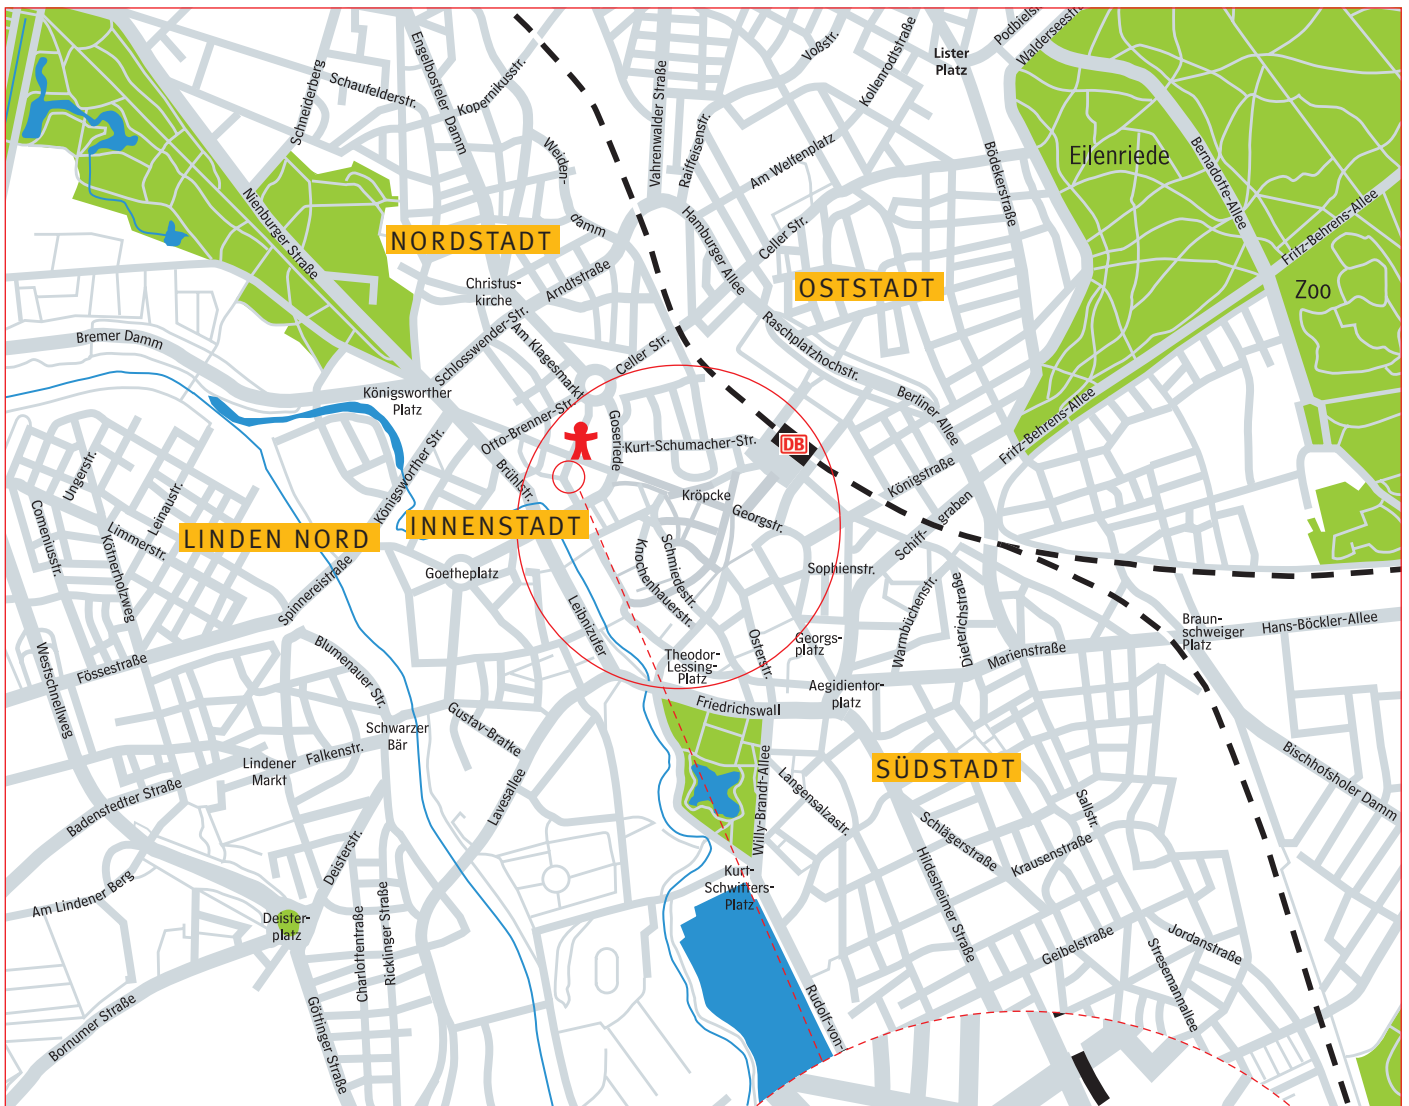 Voßstr.
Podbielski
Walderseestr.
Lister
Platz
Kollenrodtstraße
Engelbosteler
Damm
Kopernikusstr.
Schaufelderstr.
Schneiderberg
Vahrenwalder Straße
Raiffeisenstr.
Weiden-
damm
Am Welfenplatz
Bödekerstraße
Eilenriede
Bernadotte-Allee
Fritz-Behrens-Allee
Nienburger Straße
NORDSTADT
Hamburger Allee
Celler Str.
OSTSTADT
Zoo
Christus-
kirche
Arndtstraße
Bremer Damm
Schlosswender-Str.
Am Klagesmarkt
Celler Str.
Raschplatzhochstr.
Königsworther
Platz
Berliner Allee
Fritz-Behrens-Allee
Otto-Brenner-Str.
Goseriede
Kurt-Schumacher-Str.
DB
Königsworther Str.
Brühlstr.
Königstraße
Ungerstr.
Leinaustr.
Comeniusstr.
Limmerstr.
Kötnerholzweg
LINDEN NORD
INNENSTADT
Kröpcke
Georgstr.
Schiff-
graben
Spinnereistraße
Goetheplatz
Schmiedestr.
Knochenhauerstr.
Sophienstr.
Warmbüchenstr.
Dieterichstraße
Leibnizufer
Osterstr.
Georgs-
platz
Marienstraße
Braun-
schweiger
Platz
Hans-Böckler-Allee
Westschnellweg
Fössestraße
Blumenauer Str.
Theodor-
Lessing-
Platz
Aegidientor-
platz
Friedrichswall
Gustav-Bratke
Schwarzer
Bär
Falkenstr.
Lindener
Markt
Badenstedter Straße
Lavesallee
Willy-Brandt-Allee
Langensalzastr.
SÜDSTADT
Bischofsholer Damm
Sallstr.
Schlägerstraße
Krausenstraße
Hildesheimer Straße
Deisterstr.
Am Lindener Berg
Kurt-
Schwitters-
Platz
Deister-
platz
Charlottentraße
Ricklinger Straße
Geibelstraße
Jordanstraße
Stresemannallee
Rudolf-von-
Bornumer Straße
Göttinger Straße